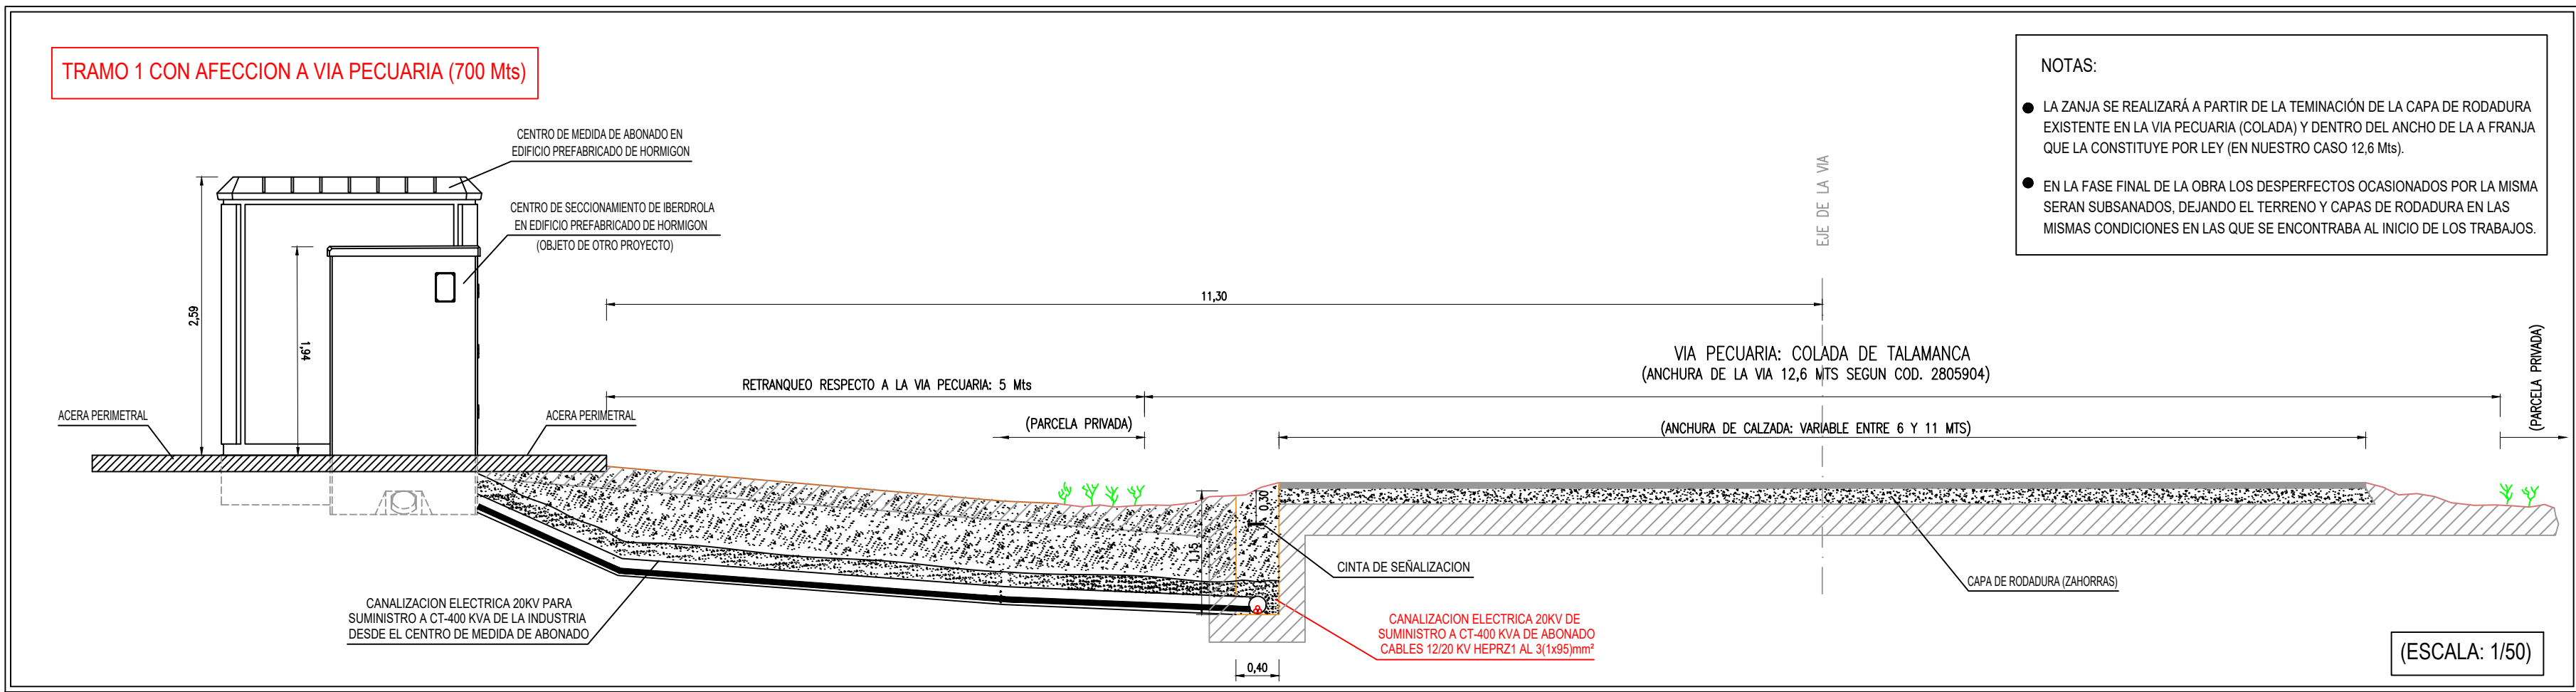 TRAMO 1 CON AFECCION A VIA PECUARIA (700 Mts)
NOTAS:
● LA ZANJA SE REALIZARÁ A PARTIR DE LA TEMINACIÓN DE LA CAPA DE RODADURA
EXISTENTE EN LA VIA PECUARIA (COLADA) Y DENTRO DEL ANCHO DE LA A FRANJA
QUE LA CONSTITUYE POR LEY (EN NUESTRO CASO 12,6 Mts).
● EN LA FASE FINAL DE LA OBRA LOS DESPERFECTOS OCASIONADOS POR LA MISMA
SERAN SUBSANADOS, DEJANDO EL TERRENO Y CAPAS DE RODADURA EN LAS
MISMAS CONDICIONES EN LAS QUE SE ENCONTRABA AL INICIO DE LOS TRABAJOS.
CENTRO DE MEDIDA DE ABONADO EN
EDIFICIO PREFABRICADO DE HORMIGON
CENTRO DE SECCIONAMIENTO DE IBERDROLA
EN EDIFICIO PREFABRICADO DE HORMIGON
(OBJETO DE OTRO PROYECTO)
EJE DE LA VIA
11,30
2,59
1,94
VIA PECUARIA: COLADA DE TALAMANCA
(ANCHURA DE LA VIA 12,6 MTS SEGUN COD. 2805904)
RETRANQUEO RESPECTO A LA VIA PECUARIA: 5 Mts
(PARCELA PRIVADA)
ACERA PERIMETRAL
ACERA PERIMETRAL
(PARCELA PRIVADA)
(ANCHURA DE CALZADA: VARIABLE ENTRE 6 Y 11 MTS)
0,30
1,15
CINTA DE SEÑALIZACION
CAPA DE RODADURA (ZAHORRAS)
CANALIZACION ELECTRICA 20KV PARA
SUMINISTRO A CT-400 KVA DE LA INDUSTRIA
DESDE EL CENTRO DE MEDIDA DE ABONADO
CANALIZACION ELECTRICA 20KV DE
SUMINISTRO A CT-400 KVA DE ABONADO
CABLES 12/20 KV HEPRZ1 AL 3(1x95)mm²
0,40
(ESCALA: 1/50)